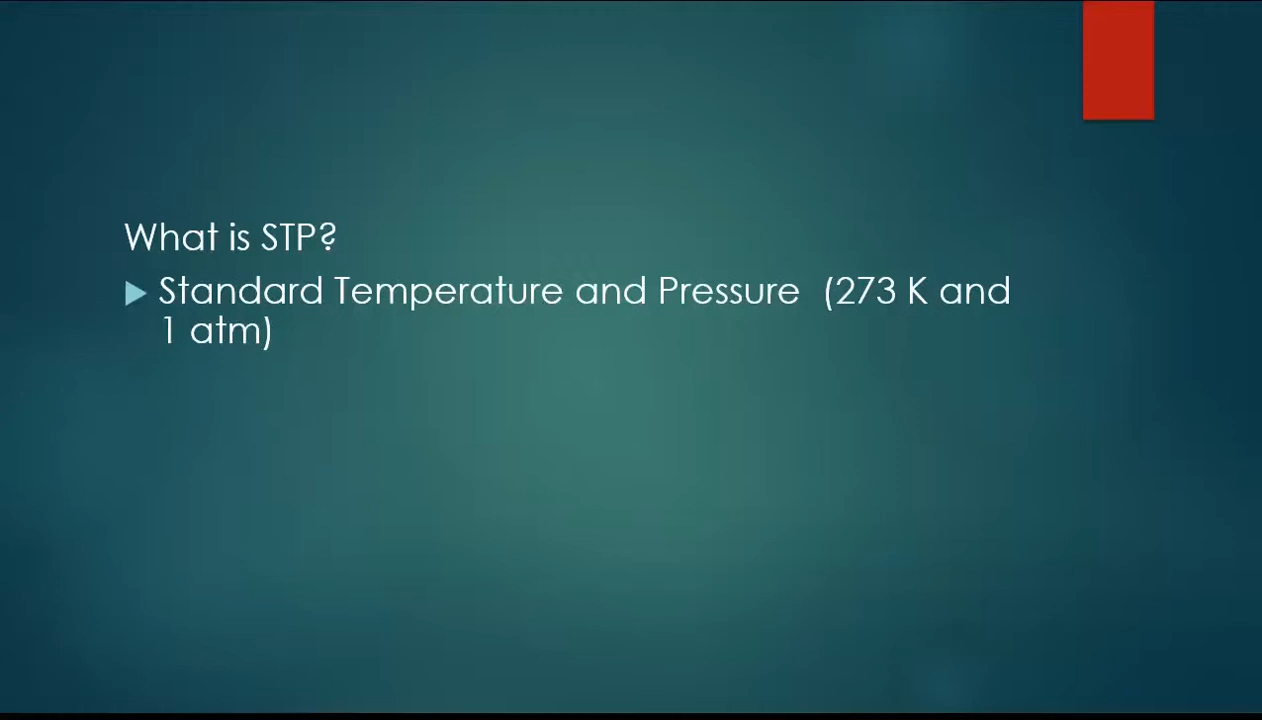 What is STP?
Standard Temperature and Pressure (273 K and
1 atm)